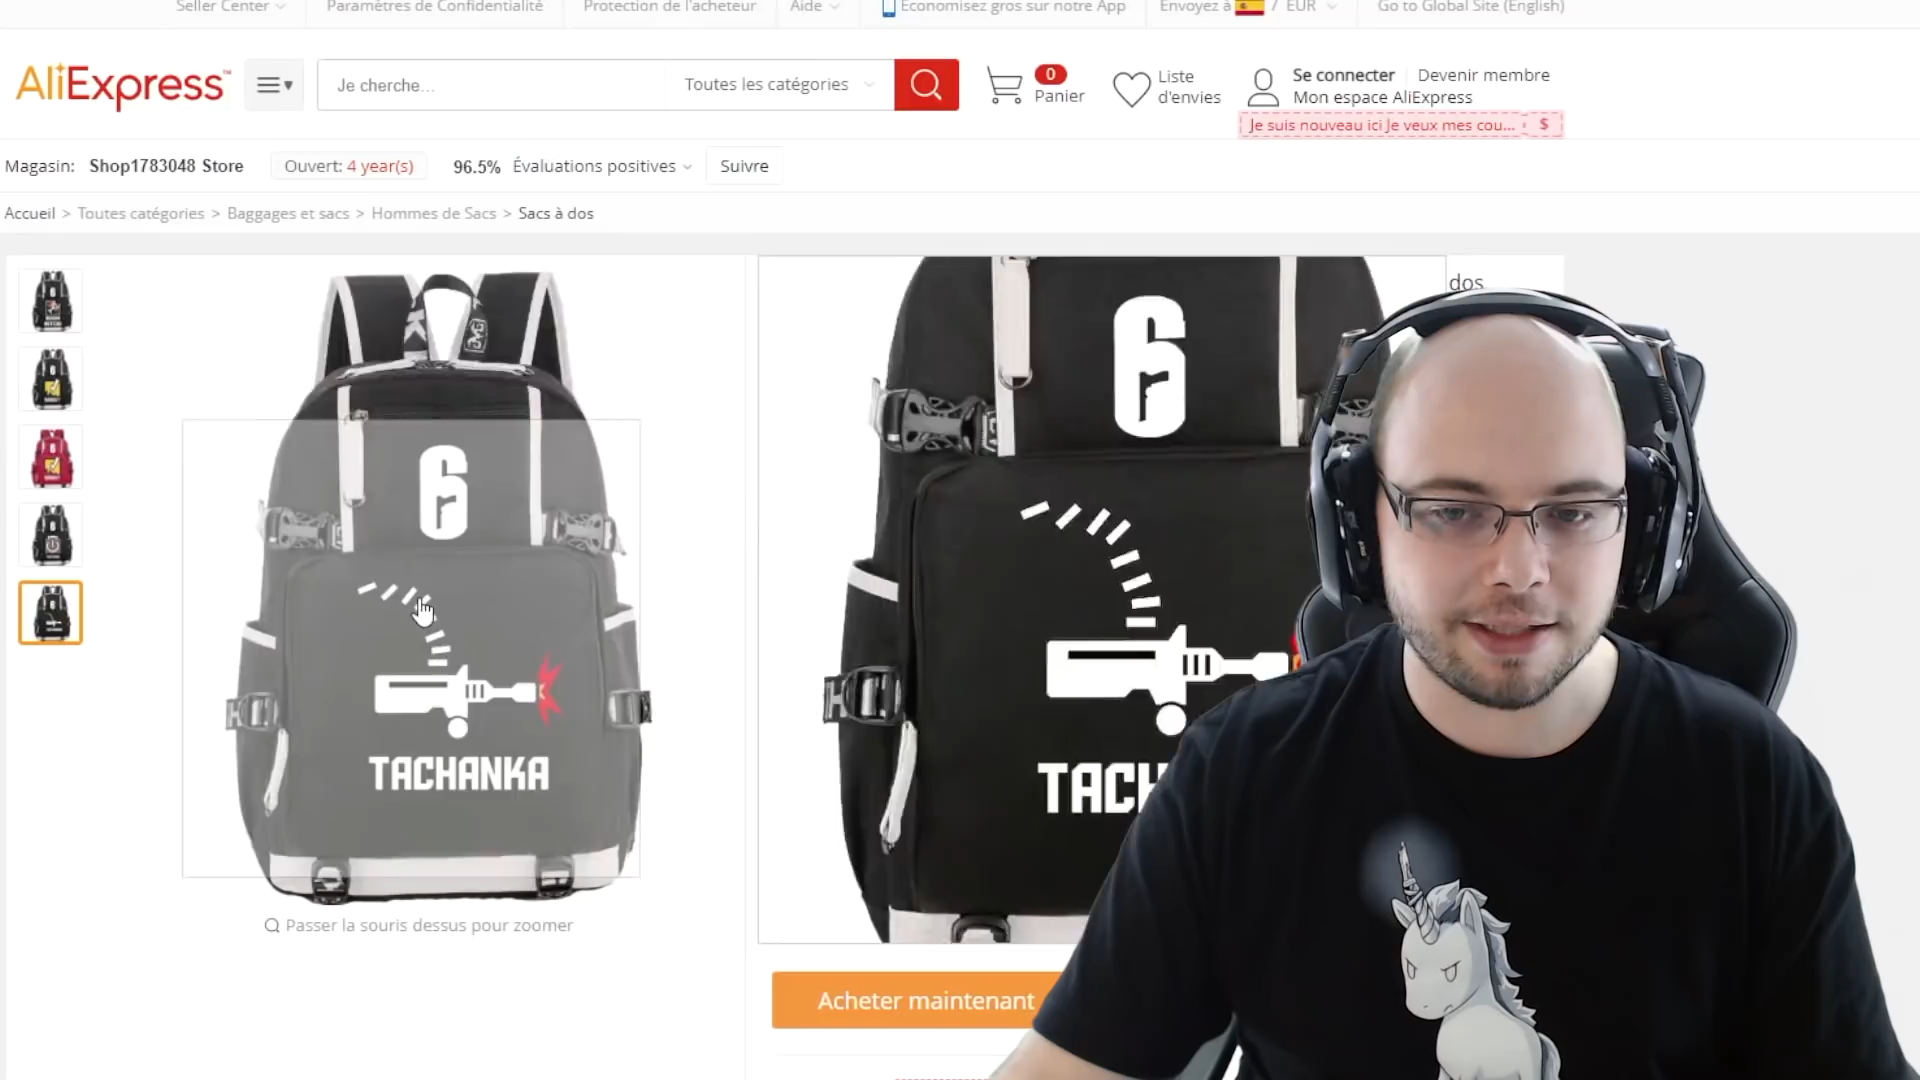 Seller Center
Paramètres de Confidentialité
Protection de l'acheteur
Aide
Économisez gros sur notre App
Envoyez à / EUR
Go to Global Site (English)
AliExpress™
Je cherche...
Toutes les catégories
0
Panier
Liste
d'envies
Se connecter
Devenir membre
Mon espace AliExpress
Je suis nouveau ici Je veux mes cou...
$
Magasin: Shop1783048 Store
Ouvert: 4 year(s)
96.5% Évaluations positives
Suivre
Accueil > Toutes catégories > Baggages et sacs > Hommes de Sacs > Sacs à dos
dos
6
TACHANKA
6
TACH
Passer la souris dessus pour zoomer
Acheter maintenant